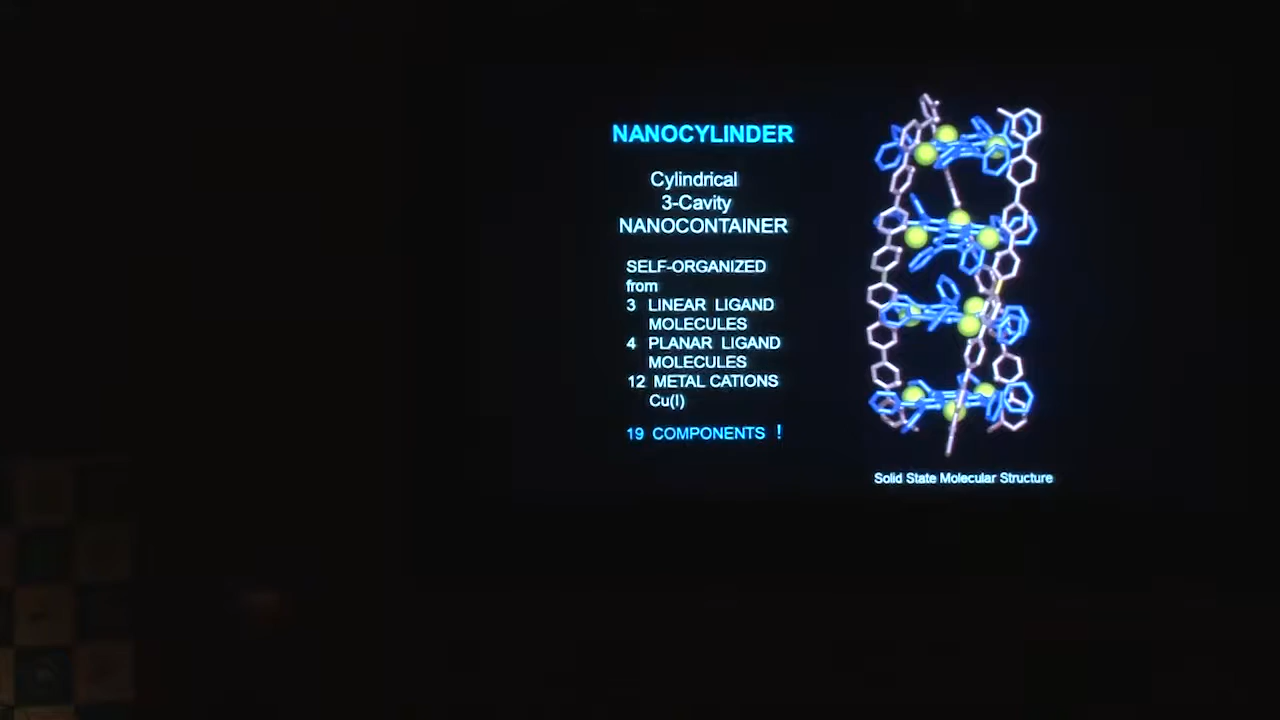 NANOCYLINDER
Cylindrical
3-Cavity
NANOCONTAINER
SELF-ORGANIZED
from
3 LINEAR LIGAND
MOLECULES
4 PLANAR LIGAND
MOLECULES
12 METAL CATIONS
Cu(I)
19 COMPONENTS !
Solid State Molecular Structure